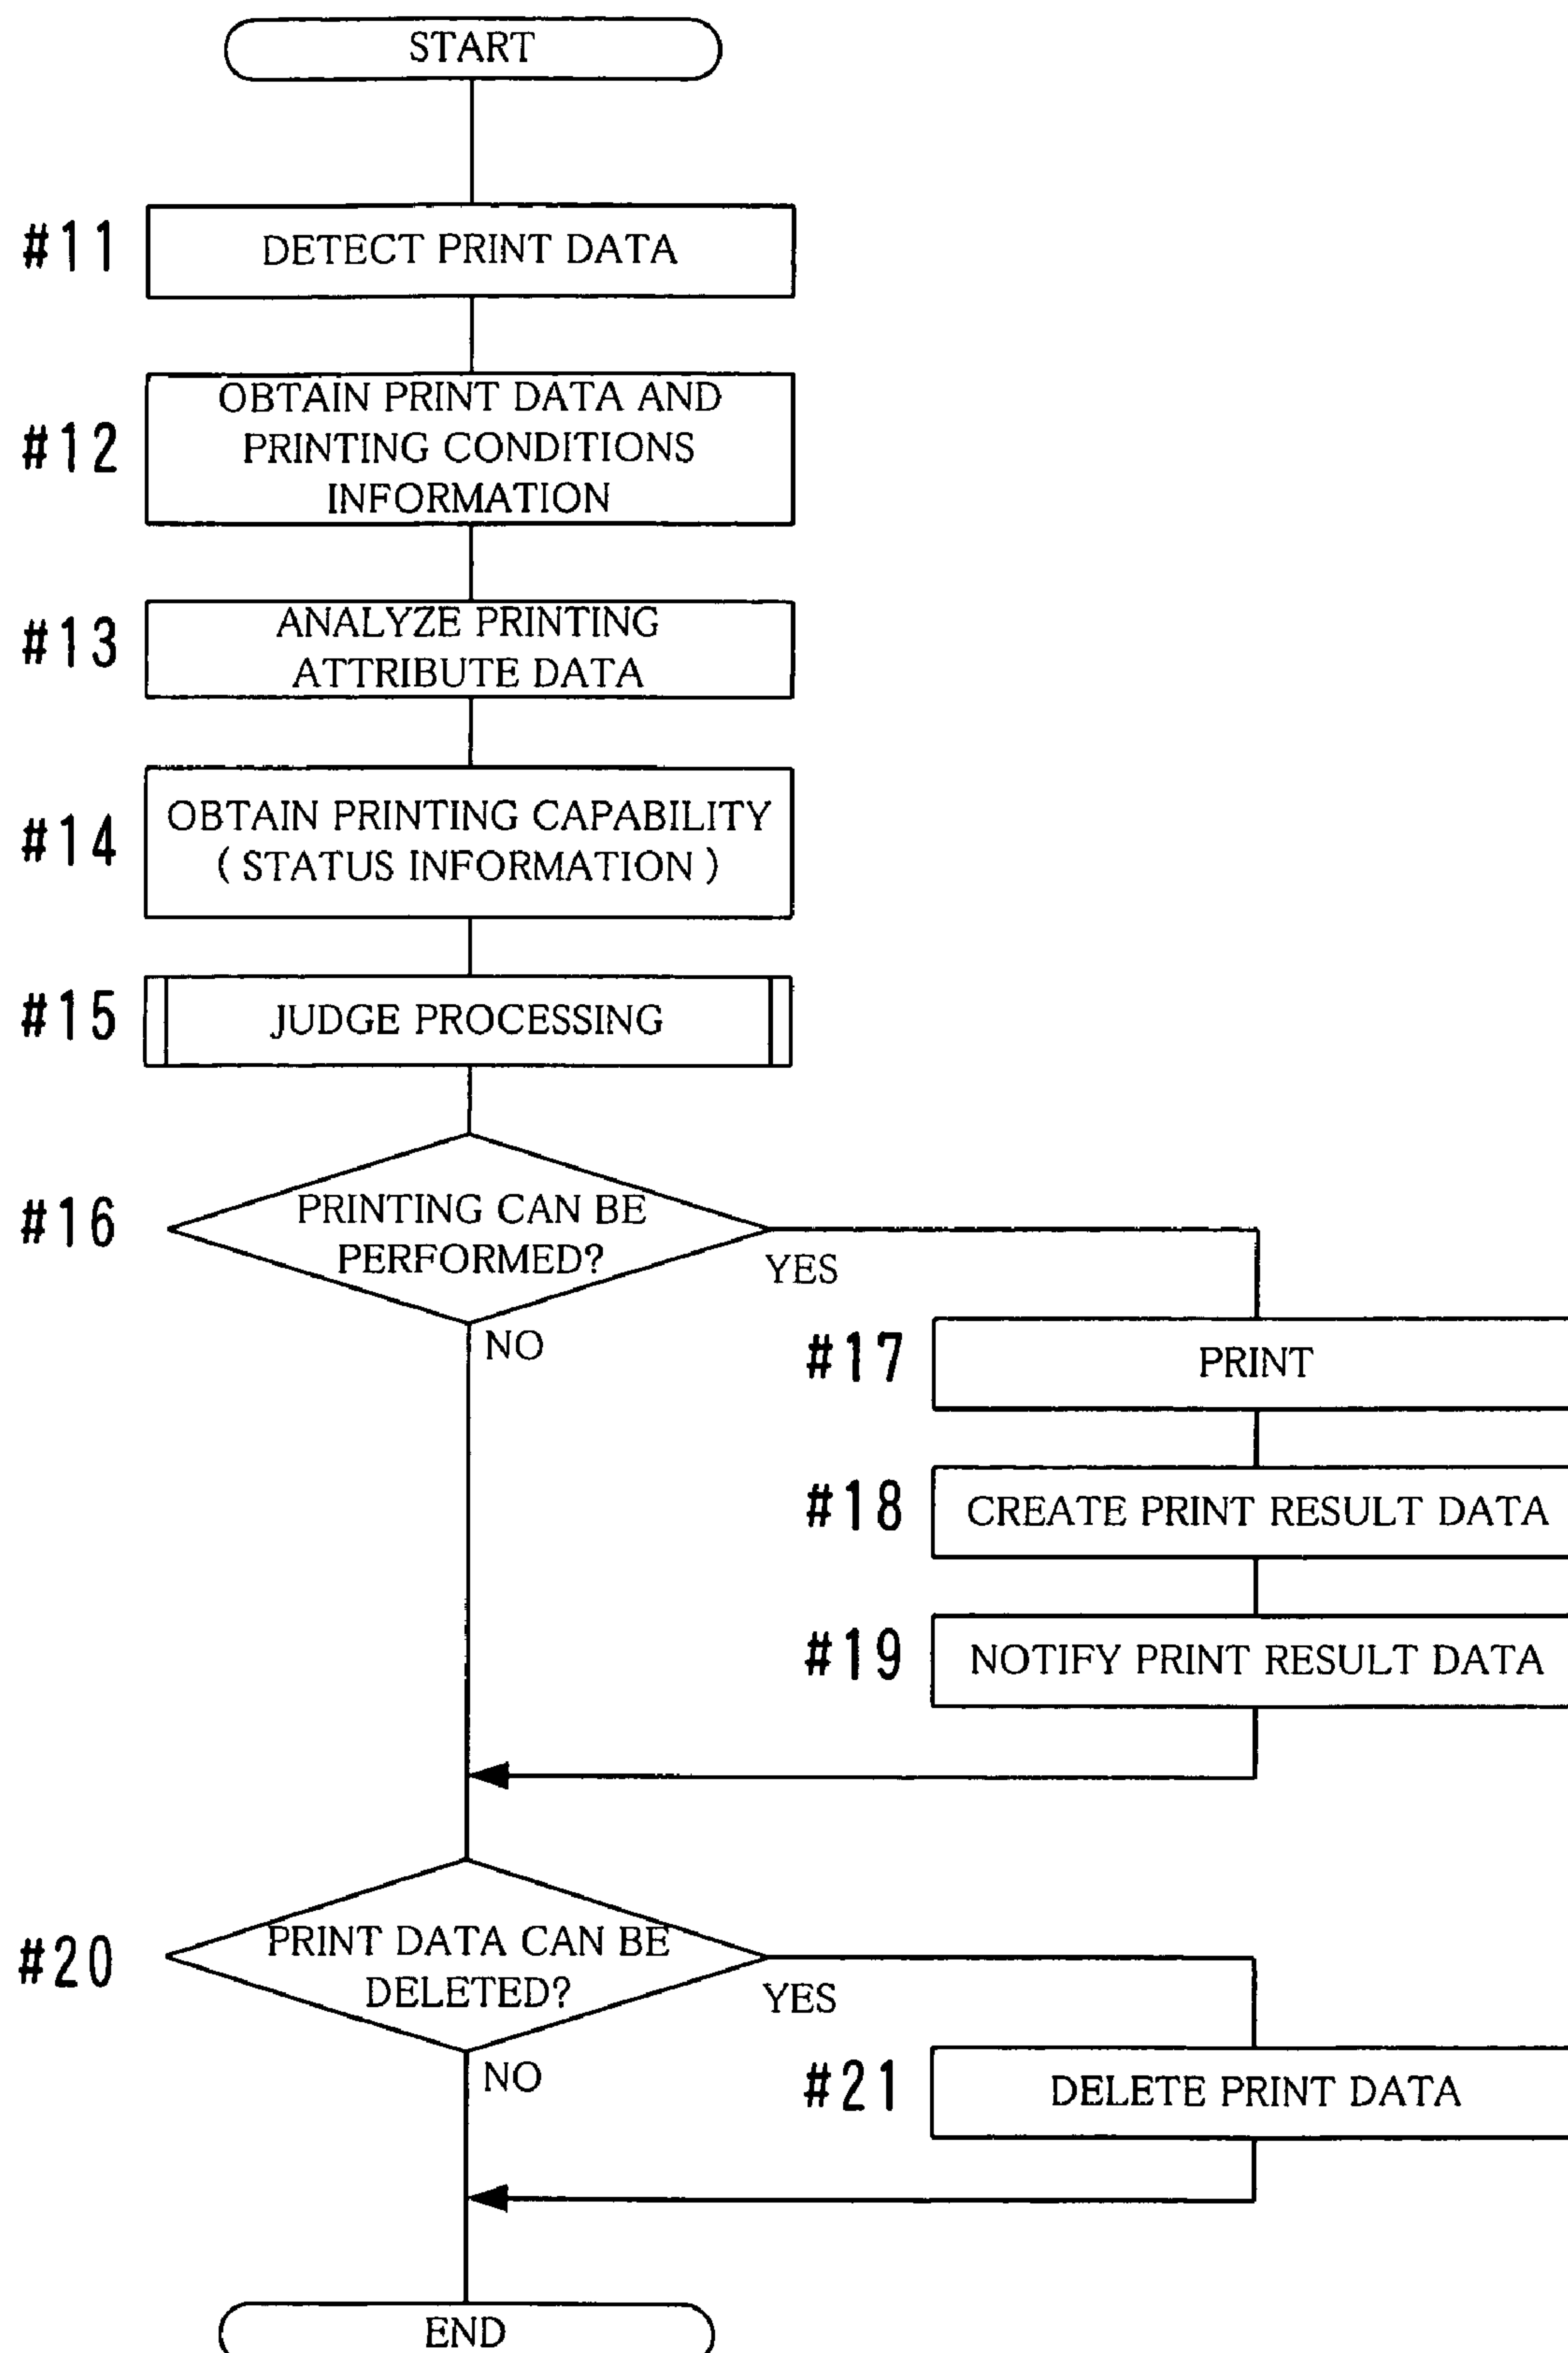 START
#11
DETECT PRINT DATA
#12
OBTAIN PRINT DATA AND
PRINTING CONDITIONS
INFORMATION
#13
ANALYZE PRINTING
ATTRIBUTE DATA
#14
OBTAIN PRINTING CAPABILITY
( STATUS INFORMATION )
#15
JUDGE PROCESSING
#16
PRINTING CAN BE
PERFORMED?
YES
NO
#17
PRINT
#18
CREATE PRINT RESULT DATA
#19
NOTIFY PRINT RESULT DATA
#20
PRINT DATA CAN BE
DELETED?
YES
NO
#21
DELETE PRINT DATA
END